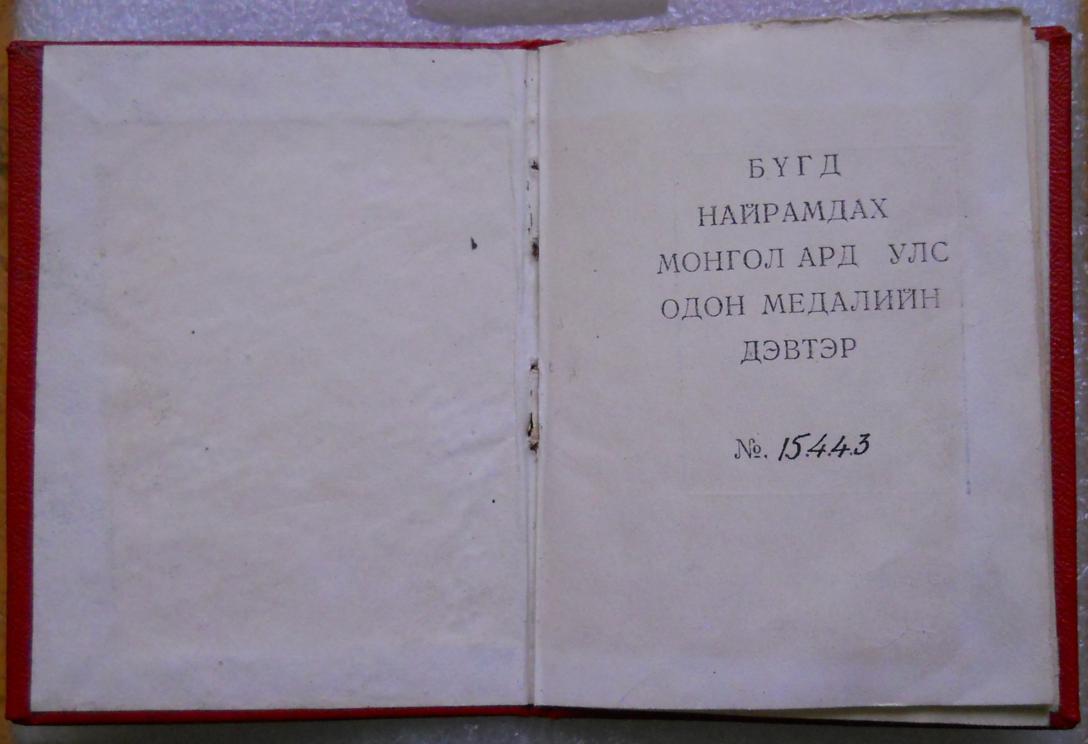 БҮГД
НАЙРАМДАХ
МОНГОЛ АРД УЛС
ОДОН МЕДАЛИЙН
ДЭВТЭР
№. 15443